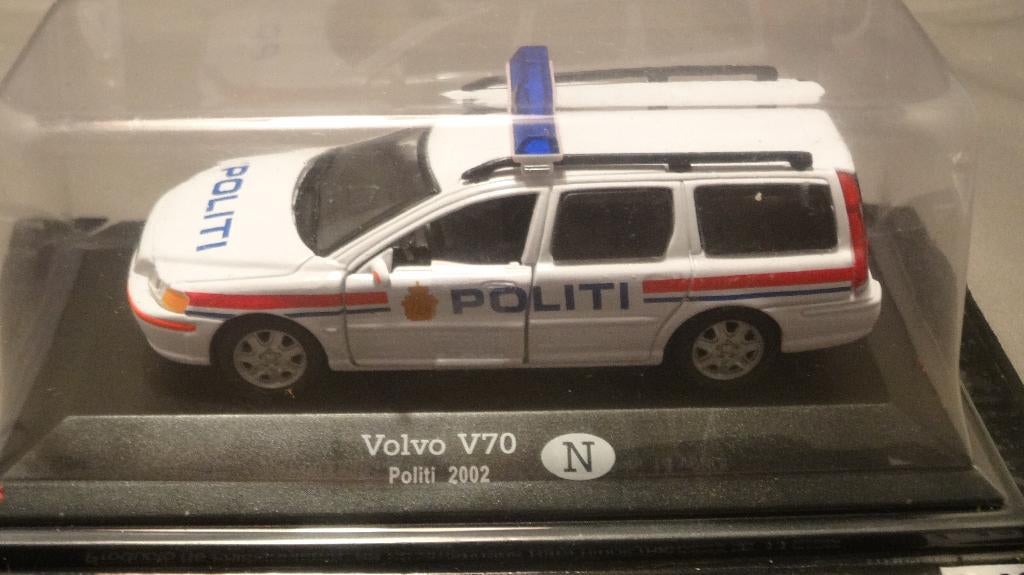 POLITI
POLITI
Volvo V70
Politi 2002
N